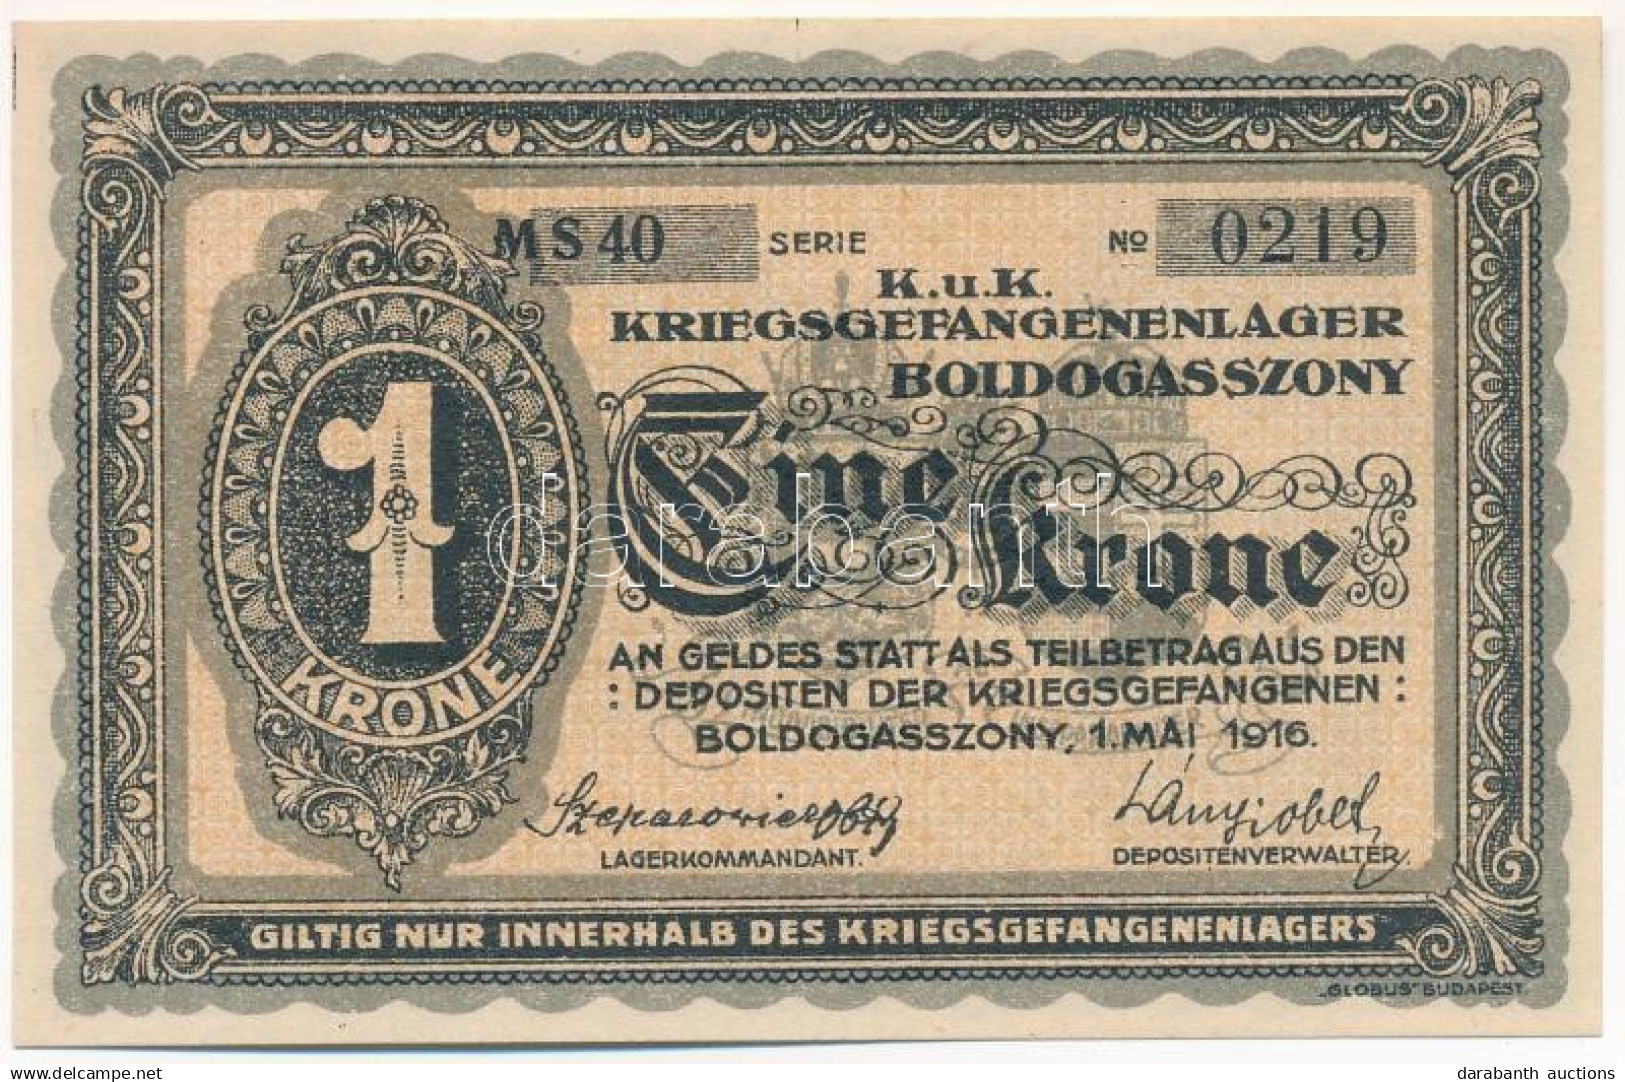 MS 40 SERIE № 0219
K.u.K.
KRIEGSGEFANGENENLAGER
BOLDOGASSZONY
1
KRONE
Eine
Krone
AN GELDES STATT ALS TEILBETRAG AUS DEN
: DEPOSITEN DER KRIEGSGEFANGENEN :
BOLDOGASSZONY, 1. MAI 1916.
LAGERKOMMANDANT. DEPOSITENVERWALTER.
GILTIG NUR INNERHALB DES KRIEGSGEFANGENENLAGERS
„GLOBUS" BUDAPEST.
darabanth
www.delcampe.net
darabanth auctions